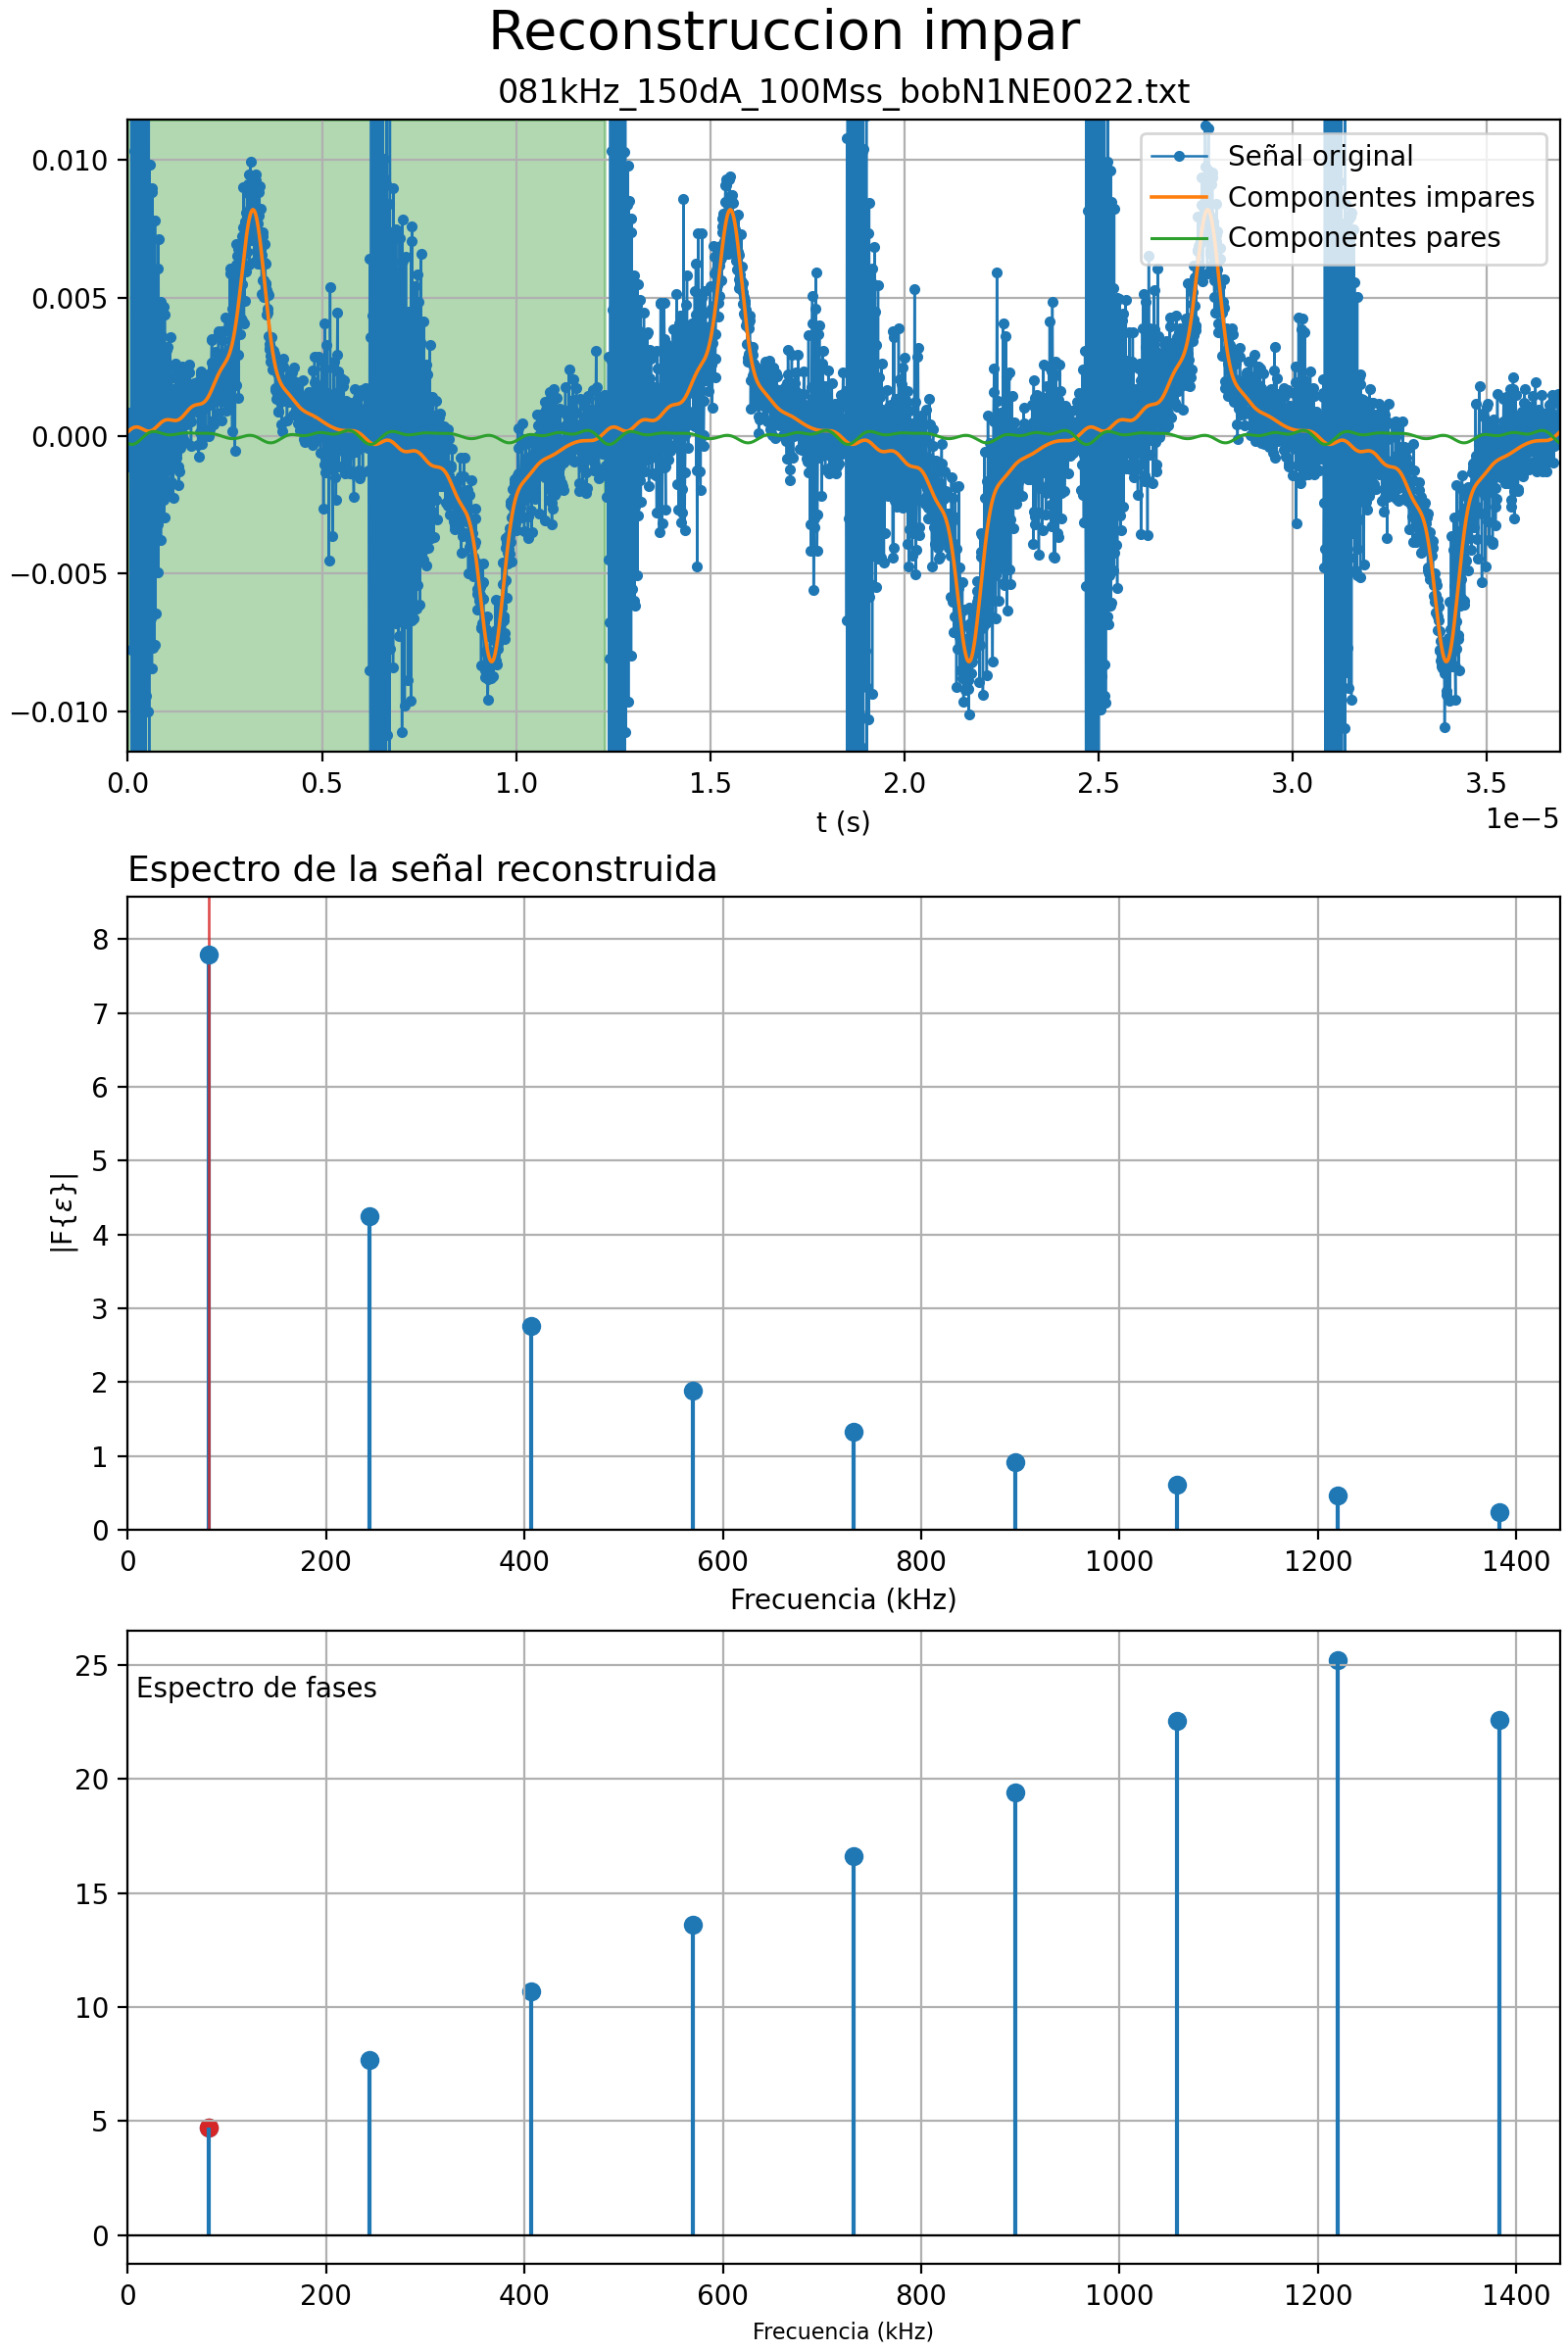 Reconstruccion impar
081kHz_150dA_100Mss_bobN1NE0022.txt
Señal original
Componentes impares
Componentes pares
0.010
0.005
0.000
−0.005
−0.010
0.0 0.5 1.0 1.5 2.0 2.5 3.0 3.5
1e−5
t (s)
Espectro de la señal reconstruida
8
7
6
5
4
3
2
1
0
|F{ε}|
0 200 400 600 800 1000 1200 1400
Frecuencia (kHz)
Espectro de fases
25
20
15
10
5
0
0 200 400 600 800 1000 1200 1400
Frecuencia (kHz)